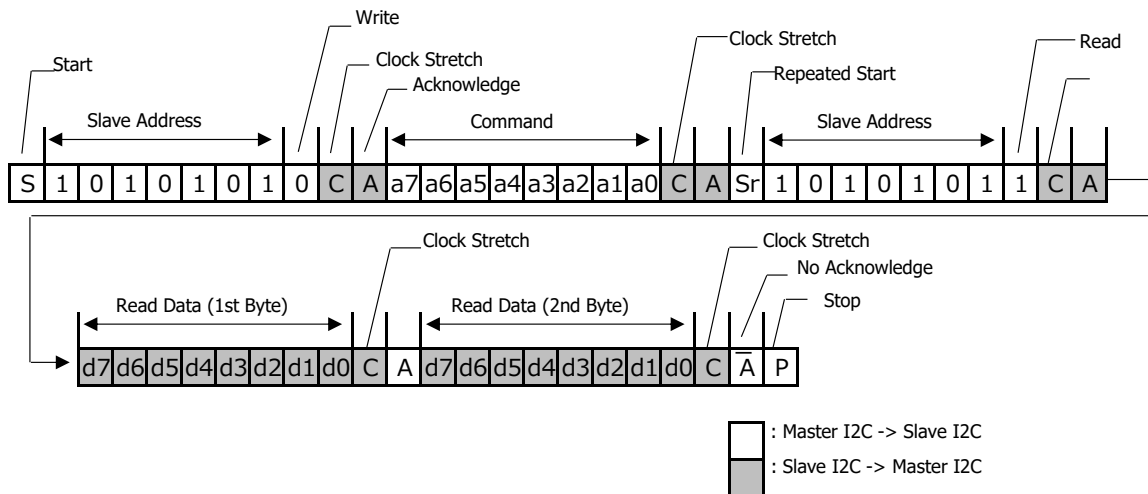 Write
Clock Stretch
Read
Start
Clock Stretch
Repeated Start
Acknowledge
Slave Address
Command
Slave Address
S 1 0 1 0 1 0 1 0 C A a7 a6 a5 a4 a3 a2 a1 a0 C A Sr 1 0 1 0 1 0 1 1 C A
Clock Stretch
Clock Stretch
No Acknowledge
Read Data (1st Byte)
Read Data (2nd Byte)
Stop
d7 d6 d5 d4 d3 d2 d1 d0 C A d7 d6 d5 d4 d3 d2 d1 d0 C A̅ P
: Master I2C -> Slave I2C
: Slave I2C -> Master I2C